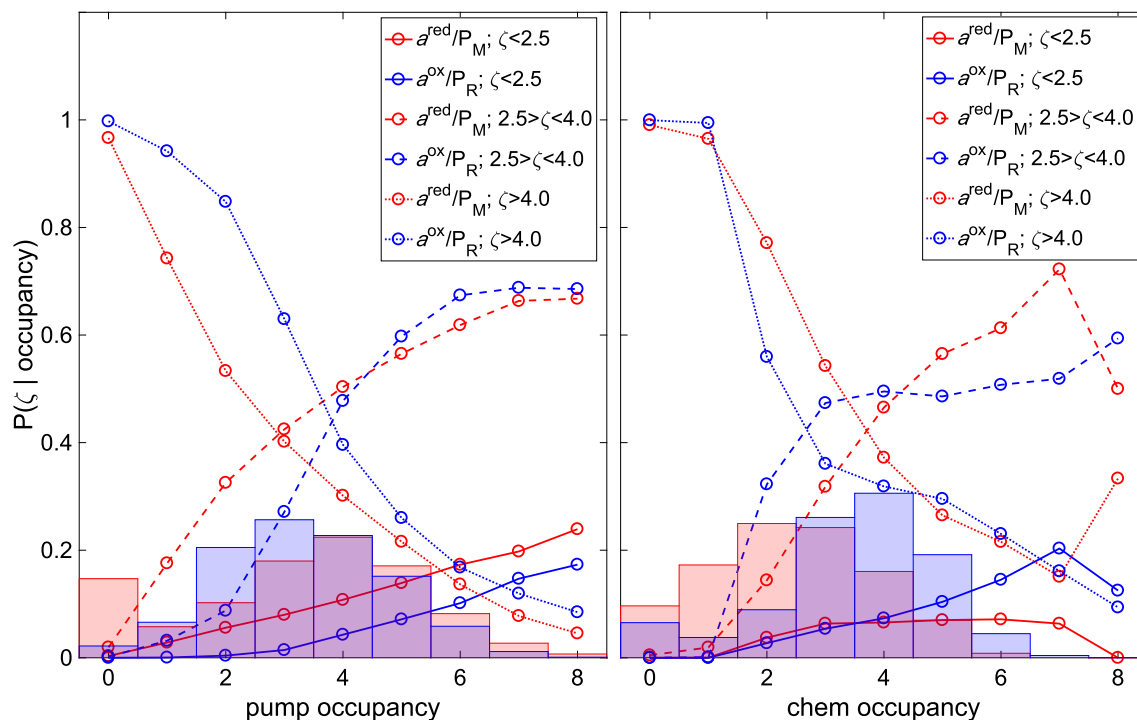 a^red/P_M; ζ<2.5
a^ox/P_R; ζ<2.5
a^red/P_M; 2.5>ζ<4.0
a^ox/P_R; 2.5>ζ<4.0
a^red/P_M; ζ>4.0
a^ox/P_R; ζ>4.0
1
0.8
0.6
0.4
0.2
0
P(ζ | occupancy)
0 2 4 6 8
pump occupancy
a^red/P_M; ζ<2.5
a^ox/P_R; ζ<2.5
a^red/P_M; 2.5>ζ<4.0
a^ox/P_R; 2.5>ζ<4.0
a^red/P_M; ζ>4.0
a^ox/P_R; ζ>4.0
0 2 4 6 8
chem occupancy